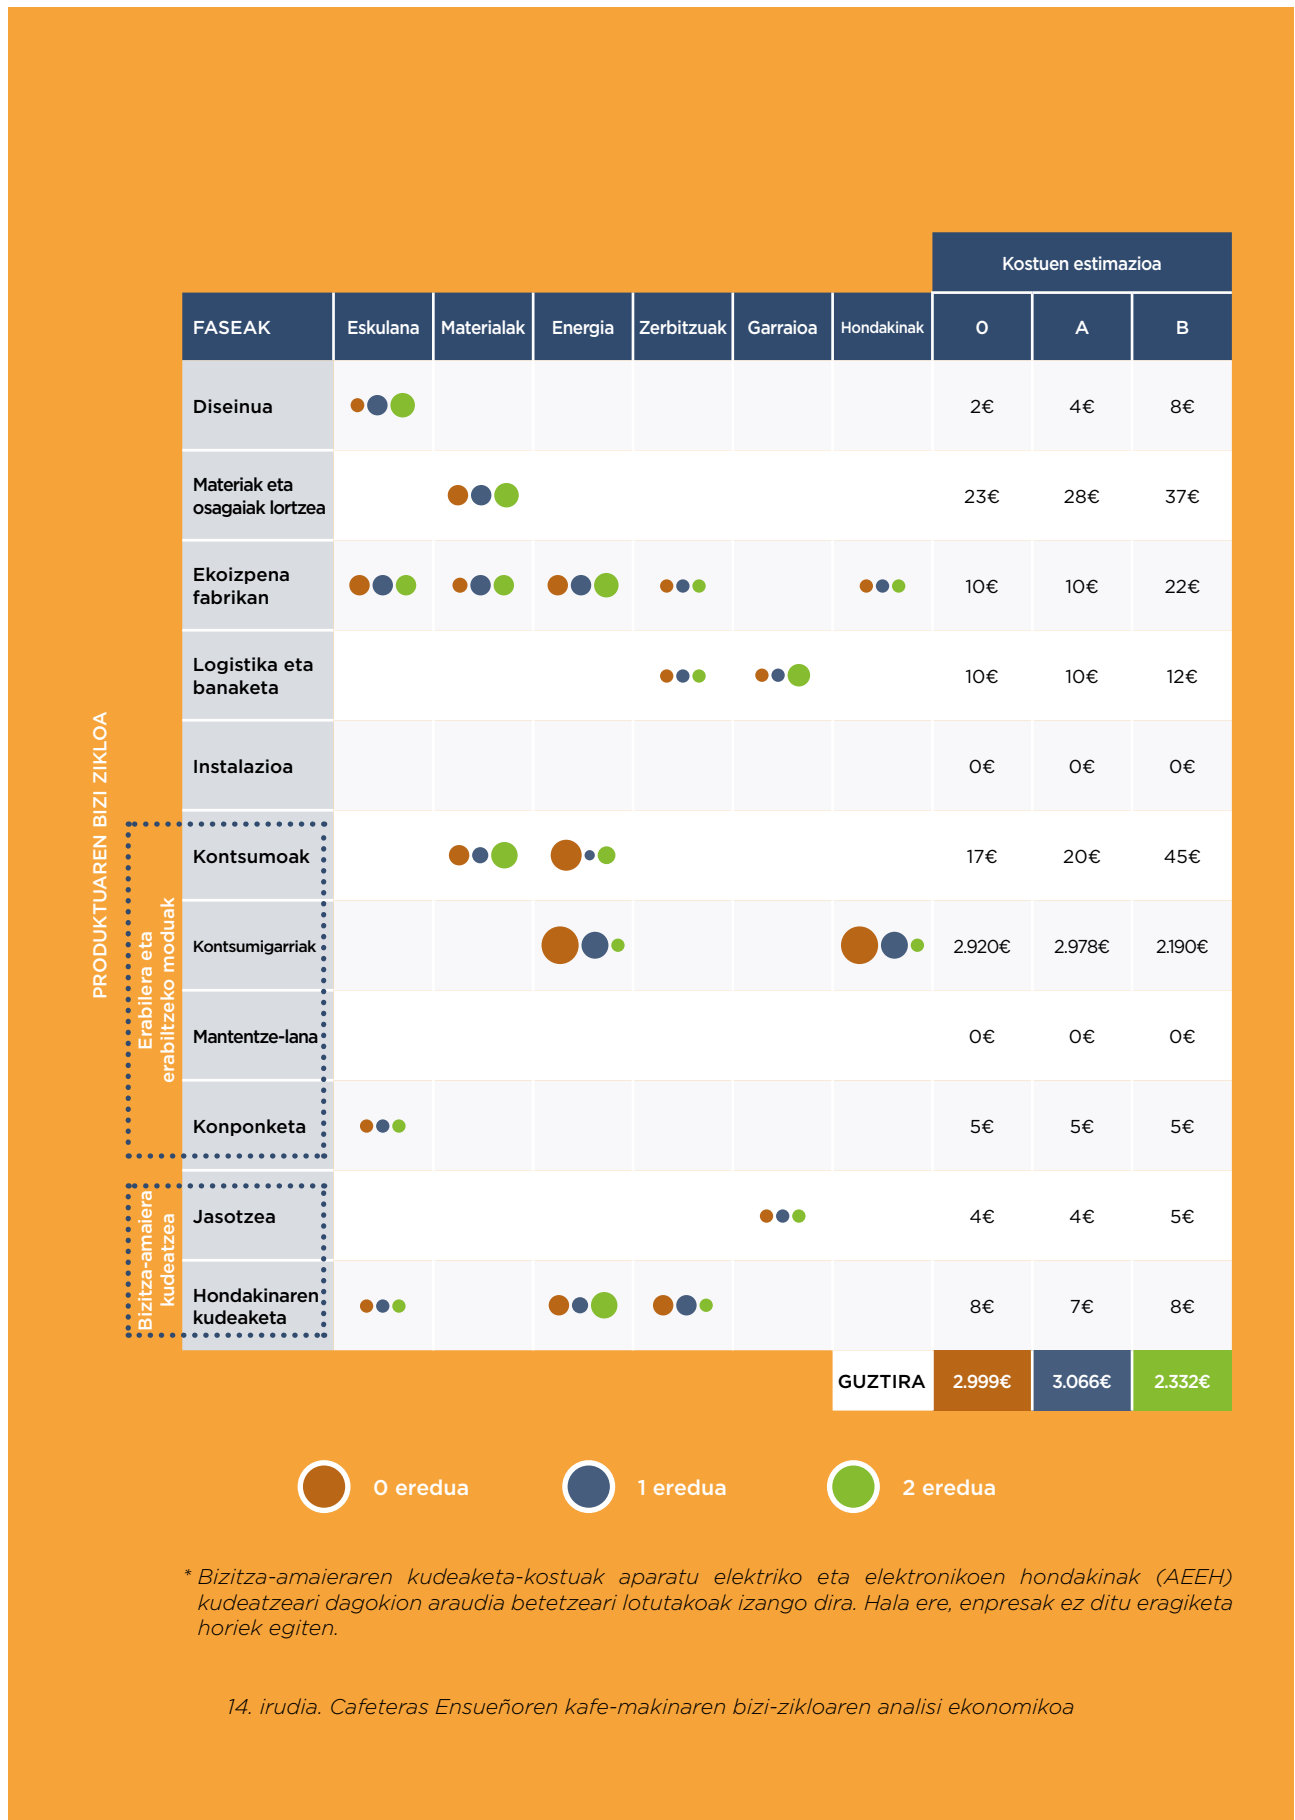 Kostuen estimazioa
FASEAK Eskulana Materialak Energia Zerbitzuak Garraioa Hondakinak 0 A B
Diseinua 2€ 4€ 8€
Materiak eta
osagaiak lortzea 23€ 28€ 37€
Ekoizpena
fabrikan 10€ 10€ 22€
Logistika eta
banaketa 10€ 10€ 12€
Instalazioa 0€ 0€ 0€
Kontsumoak 17€ 20€ 45€
Kontsumigarriak 2.920€ 2.978€ 2.190€
Mantentze-lana 0€ 0€ 0€
Konponketa 5€ 5€ 5€
Jasotzea 4€ 4€ 5€
Hondakinaren
kudeaketa 8€ 7€ 8€
GUZTIRA 2.999€ 3.066€ 2.332€
PRODUKTUAREN BIZI ZIKLOA
Erabilera eta
erabiltzeko moduak
Bizitza-amaiera
kudeatzea
0 eredua 1 eredua 2 eredua
* Bizitza-amaieraren kudeaketa-kostuak aparatu elektriko eta elektronikoen hondakinak (AEEH)
kudeatzeari dagokion araudia betetzeari lotutakoak izango dira. Hala ere, enpresak ez ditu eragiketa
horiek egiten.
14. irudia. Cafeteras Ensueñoren kafe-makinaren bizi-zikloaren analisi ekonomikoa